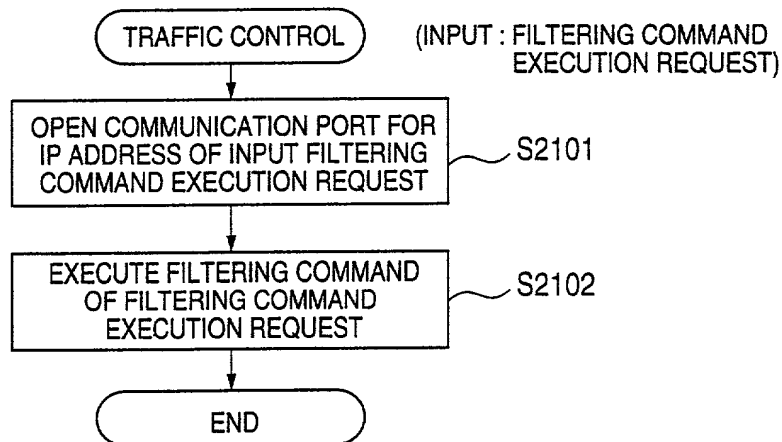 TRAFFIC CONTROL
(INPUT : FILTERING COMMAND
EXECUTION REQUEST)
OPEN COMMUNICATION PORT FOR
IP ADDRESS OF INPUT FILTERING
COMMAND EXECUTION REQUEST
S2101
EXECUTE FILTERING COMMAND
OF FILTERING COMMAND
EXECUTION REQUEST
S2102
END